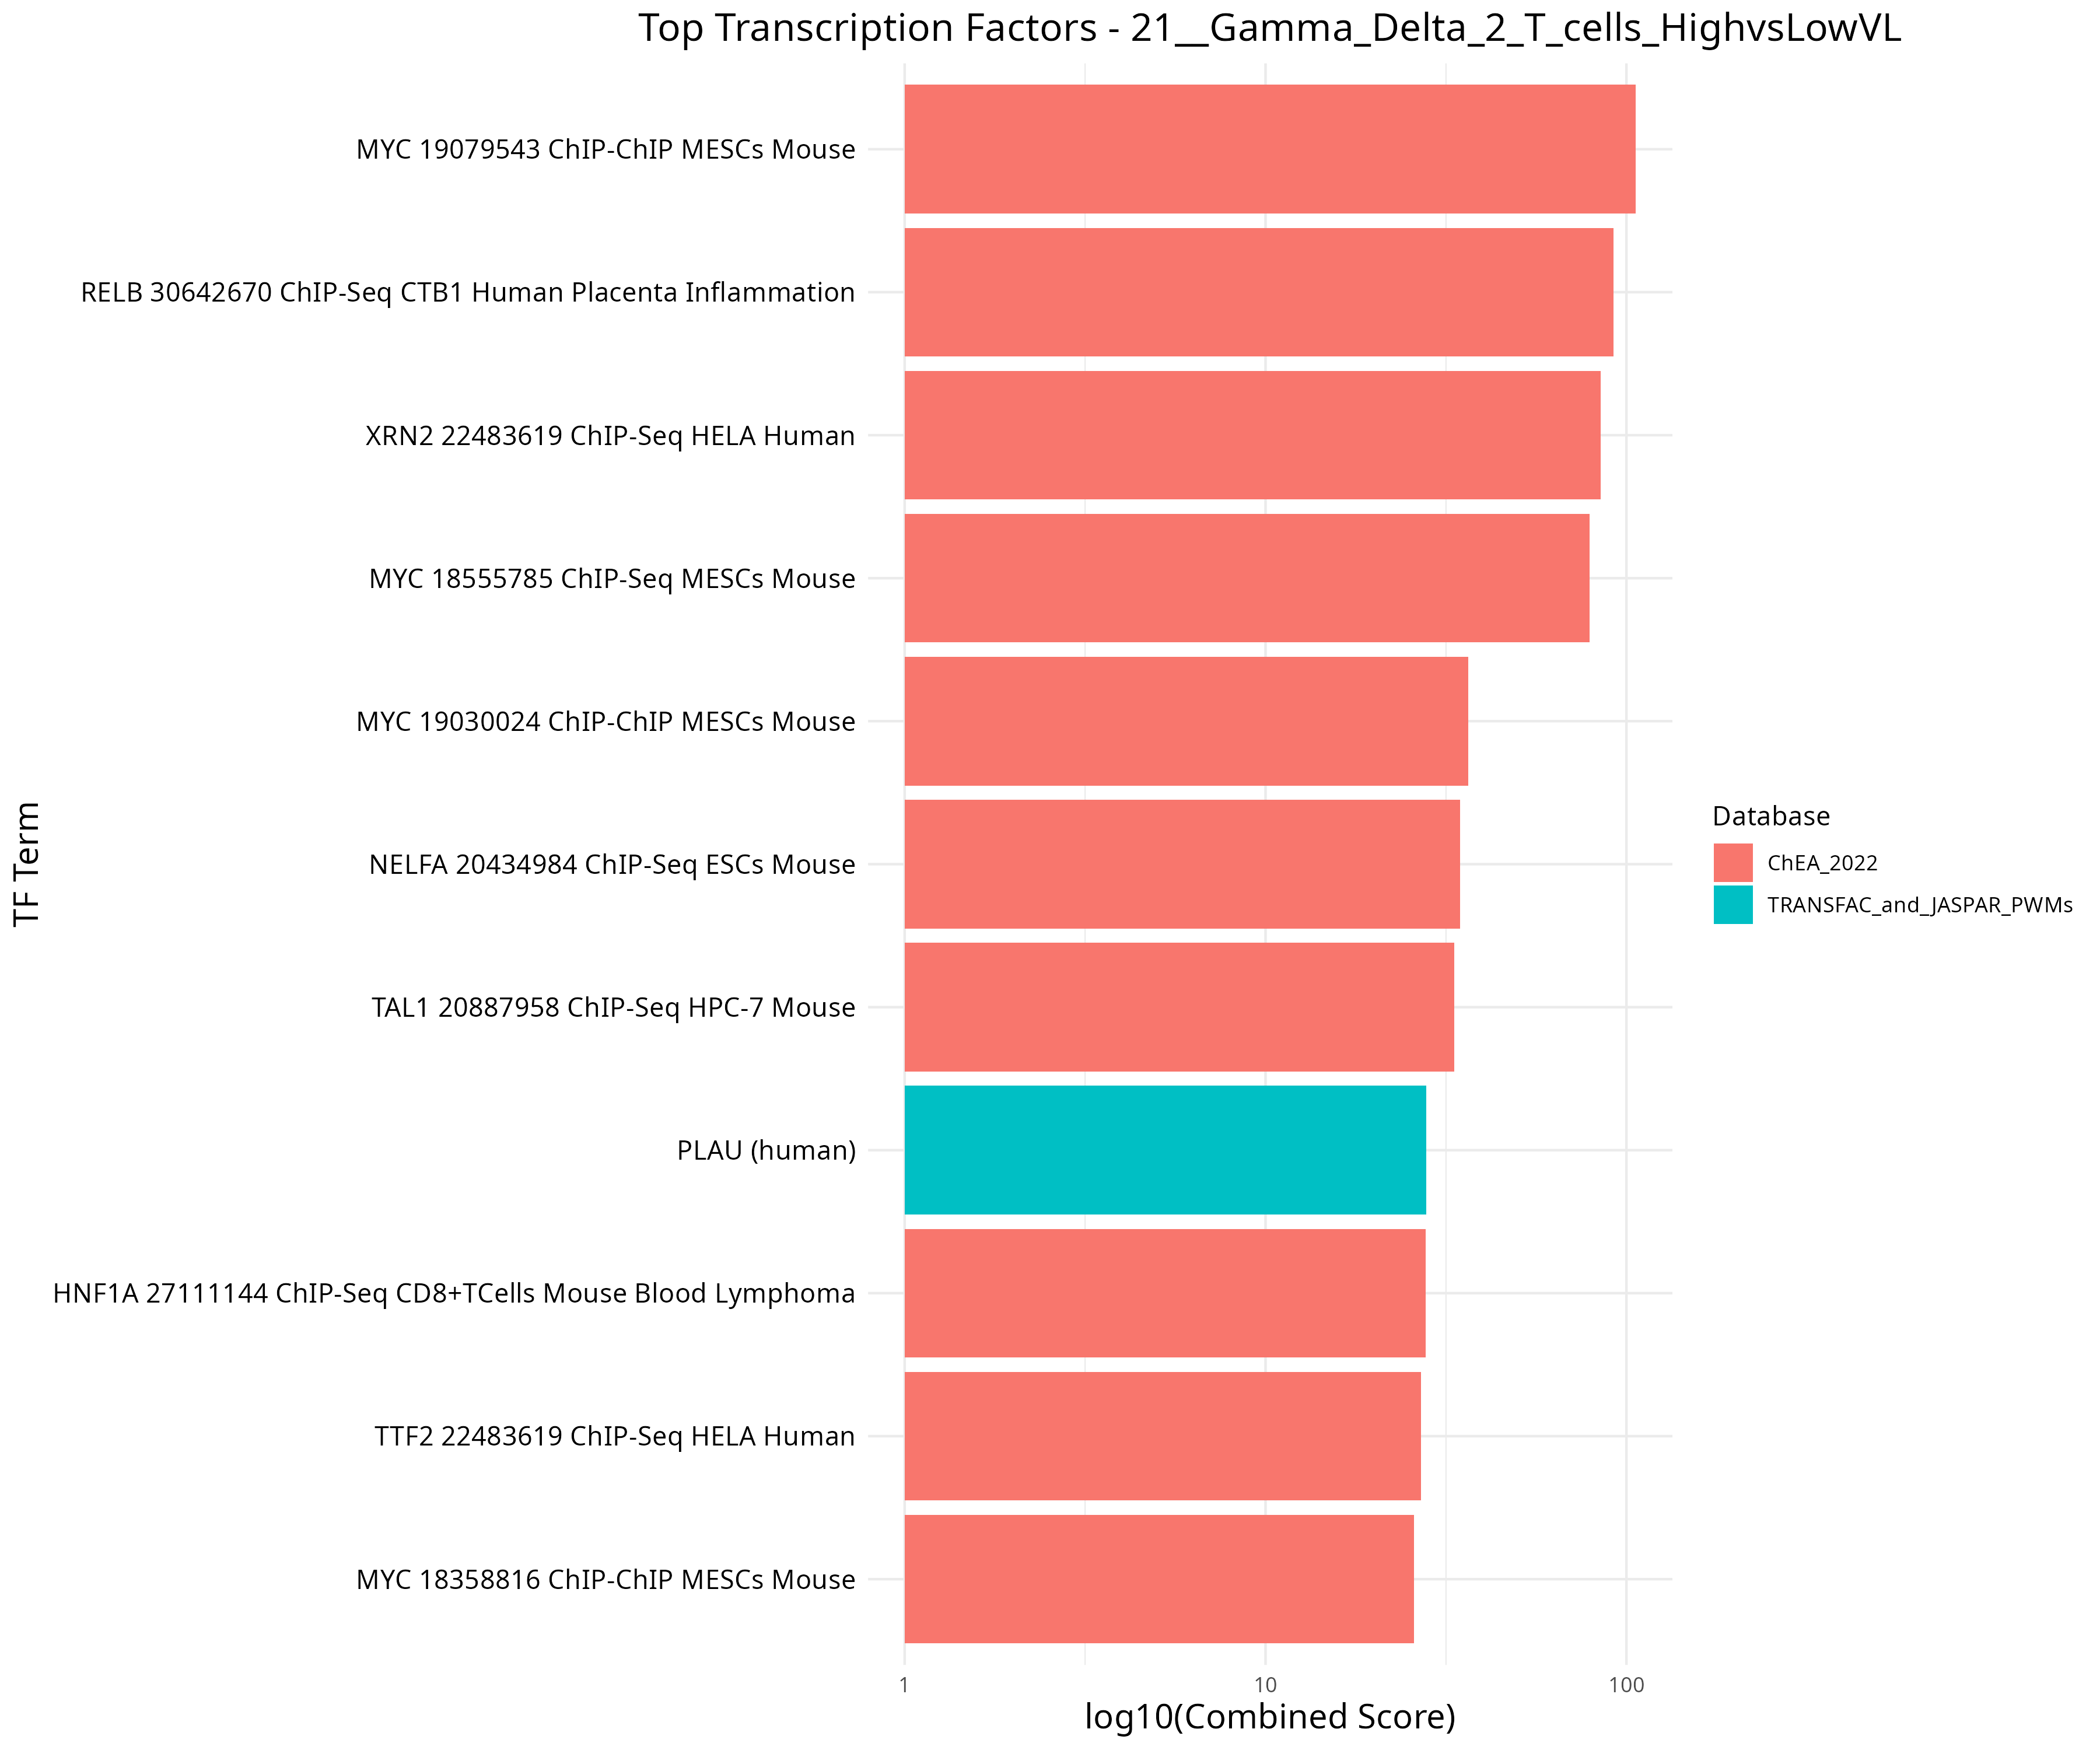 Top Transcription Factors - 21__Gamma_Delta_2_T_cells_HighvsLowVL
MYC 19079543 ChIP-ChIP MESCs Mouse
RELB 30642670 ChIP-Seq CTB1 Human Placenta Inflammation
XRN2 22483619 ChIP-Seq HELA Human
MYC 18555785 ChIP-Seq MESCs Mouse
MYC 19030024 ChIP-ChIP MESCs Mouse
NELFA 20434984 ChIP-Seq ESCs Mouse
TAL1 20887958 ChIP-Seq HPC-7 Mouse
PLAU (human)
HNF1A 27111144 ChIP-Seq CD8+TCells Mouse Blood Lymphoma
TTF2 22483619 ChIP-Seq HELA Human
MYC 18358816 ChIP-ChIP MESCs Mouse
TF Term
1 10 100
log10(Combined Score)
Database
ChEA_2022
TRANSFAC_and_JASPAR_PWMs